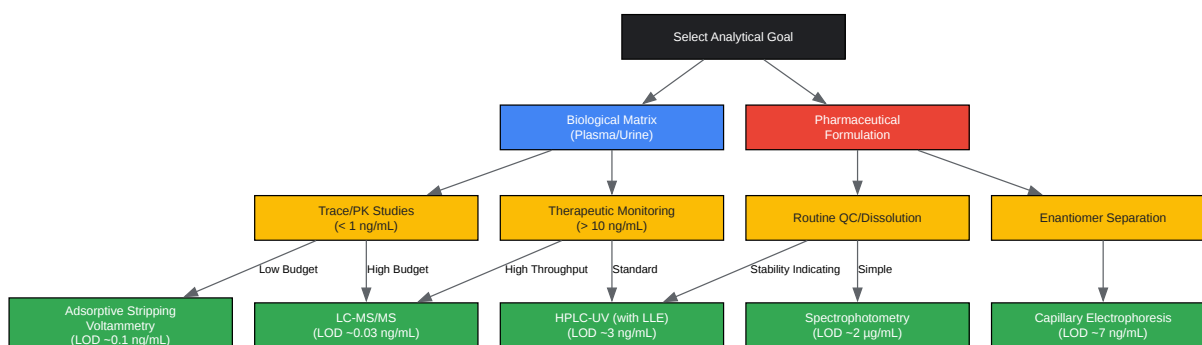 Select Analytical Goal
Biological Matrix
(Plasma/Urine)
Pharmaceutical
Formulation
Trace/PK Studies
(< 1 ng/mL)
Therapeutic Monitoring
(> 10 ng/mL)
Routine QC/Dissolution
Enantiomer Separation
Low Budget
High Budget
High Throughput
Standard
Stability Indicating
Simple
Adsorptive Stripping
Voltammetry
(LOD ~0.1 ng/mL)
LC-MS/MS
(LOD ~0.03 ng/mL)
HPLC-UV (with LLE)
(LOD ~3 ng/mL)
Spectrophotometry
(LOD ~2 µg/mL)
Capillary Electrophoresis
(LOD ~7 ng/mL)